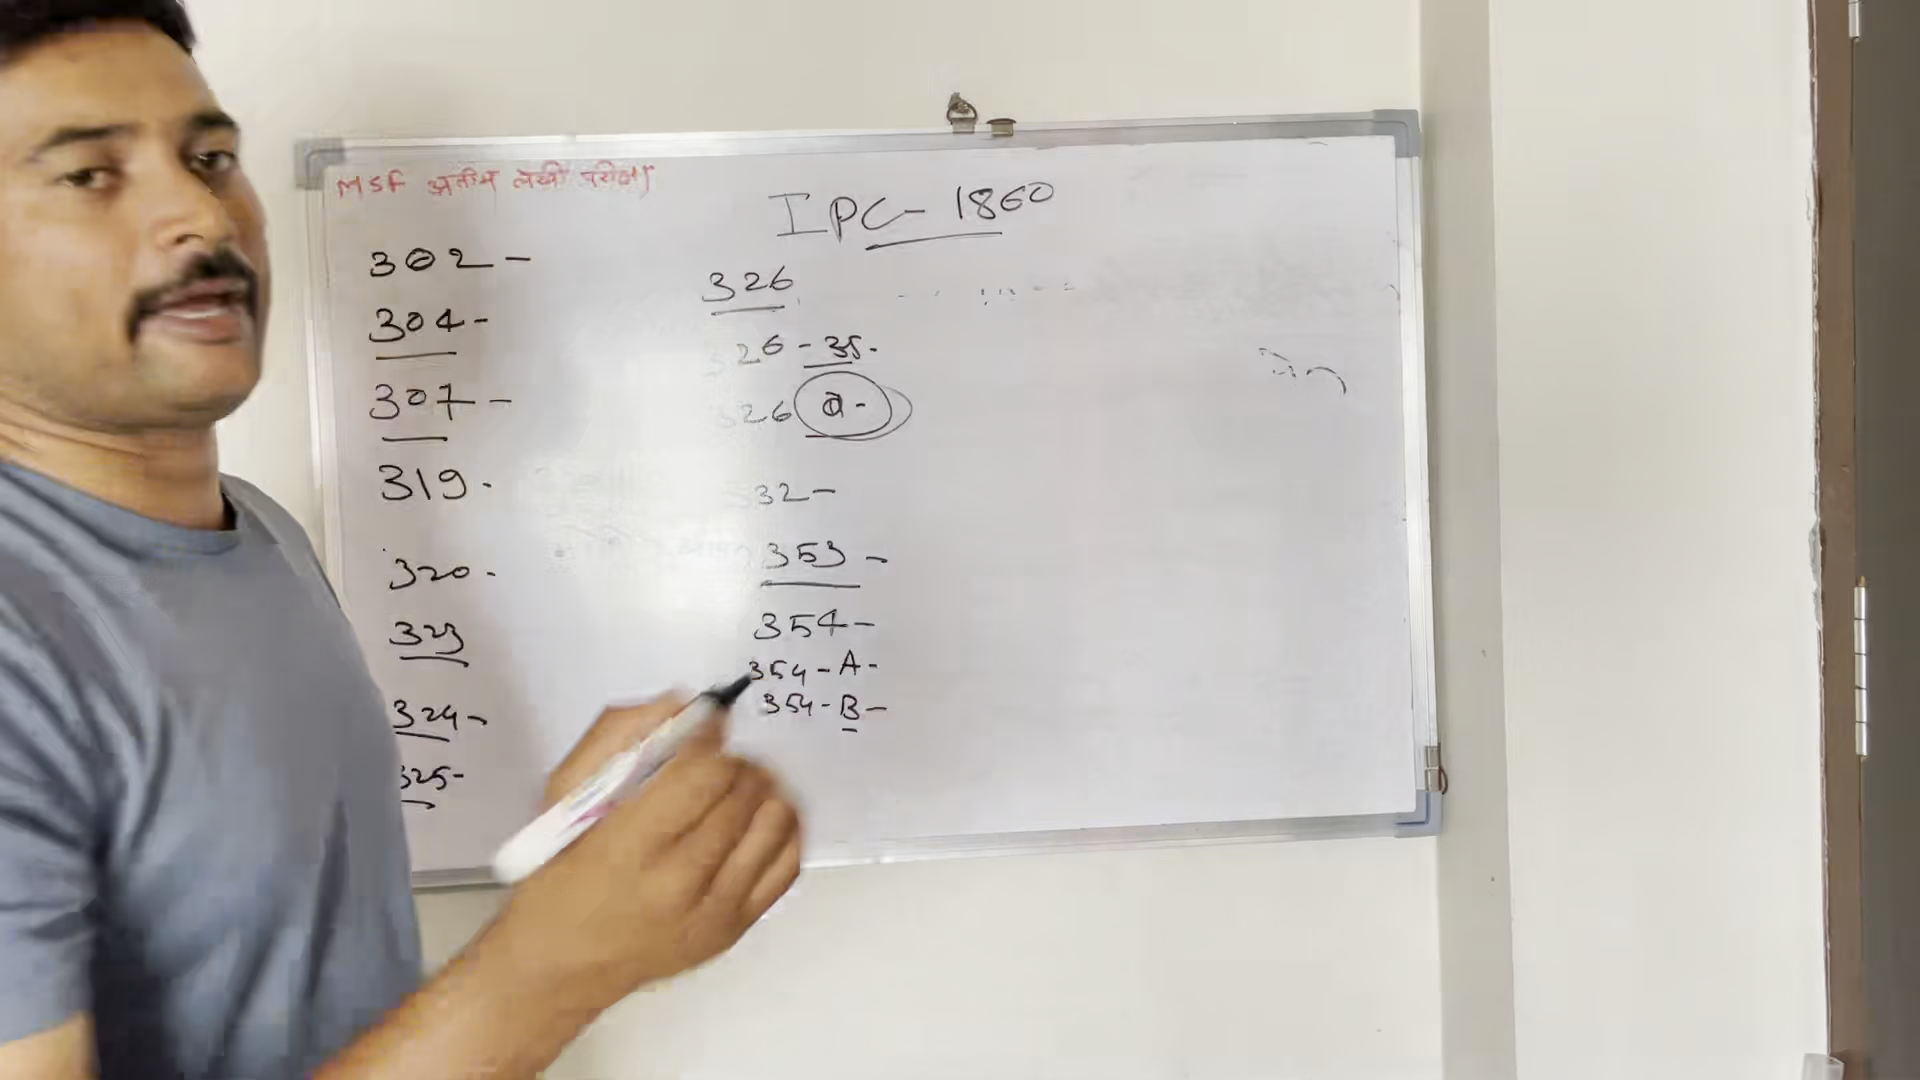 MSF अंतीम लेखी परीक्षा
IPC - 1860
302 -
304 -
307 -
319 -
320 -
323
324 -
325 -
326
326 - अ -
326 ब -
332 -
353 -
354 -
354 - A -
354 - B -